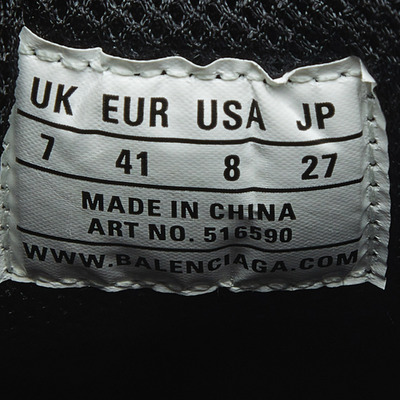 UK EUR USA JP
7 41 8 27
MADE IN CHINA
ART NO. 516590
WWW.BALENCIAGA.COM